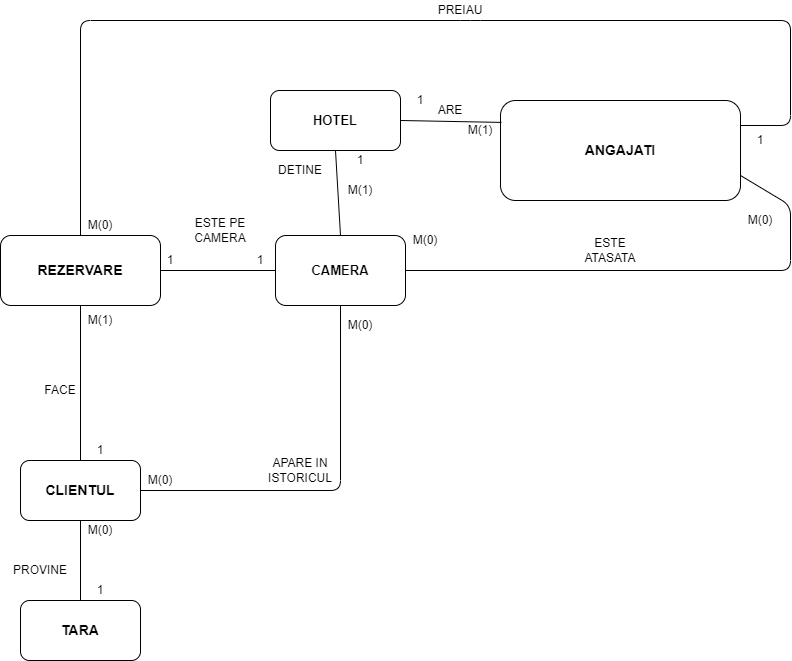 PREIAU
1
HOTEL
ARE
M(1)
ANGAJATI
1
1
DETINE
M(1)
M(0)
M(0)
ESTE PE
CAMERA
M(0)
ESTE
ATASATA
REZERVARE
1
1
CAMERA
M(1)
M(0)
FACE
1
APARE IN
ISTORICUL
M(0)
CLIENTUL
M(0)
PROVINE
1
TARA